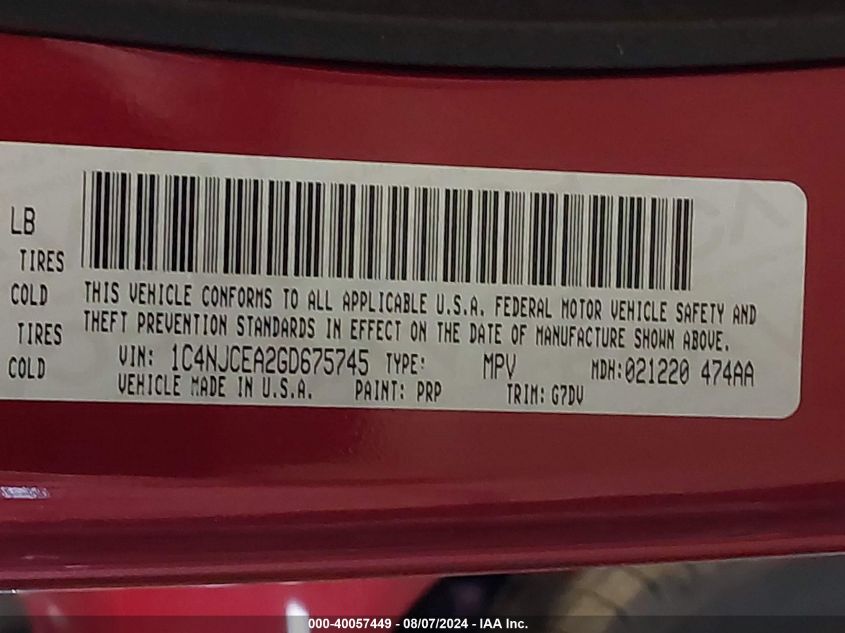 LB
TIRES
COLD
TIRES
COLD
THIS VEHICLE CONFORMS TO ALL APPLICABLE U.S.A. FEDERAL MOTOR VEHICLE SAFETY AND
THEFT PREVENTION STANDARDS IN EFFECT ON THE DATE OF MANUFACTURE SHOWN ABOVE.
VIN: 1C4NJCEA2GD675745 TYPE: MPV MDH:021220 474AA
VEHICLE MADE IN U.S.A. PAINT: PRP TRIM: G7DV
000-40057449 - 08/07/2024 - IAA Inc.